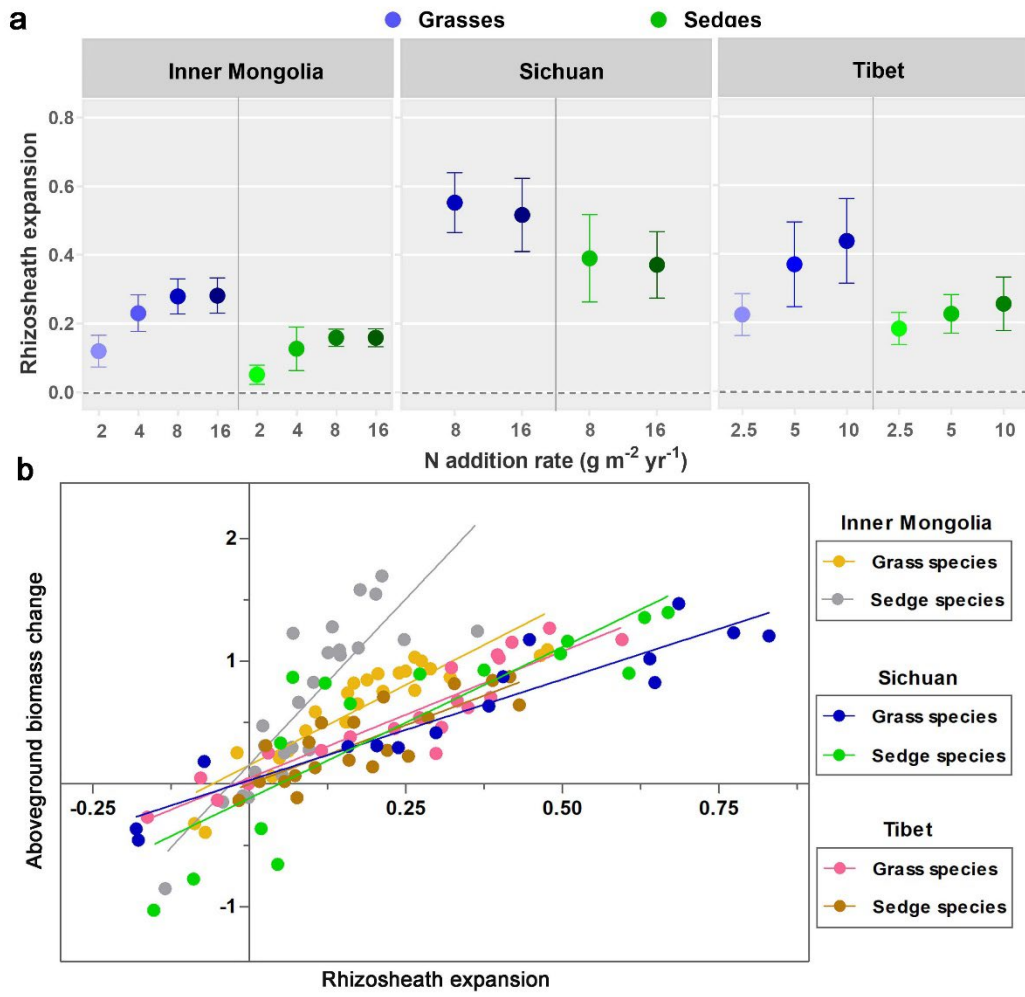 a
Grasses Sedges
Inner Mongolia Sichuan Tibet
Rhizosheath expansion
0.8
0.6
0.4
0.2
0.0
2 4 8 16 2 4 8 16 8 16 8 16 2.5 5 10 2.5 5 10
N addition rate (g m⁻² yr⁻¹)
b
Aboveground biomass change
2
1
-1
-0.25 0.25 0.50 0.75
Rhizosheath expansion
Inner Mongolia
Grass species
Sedge species
Sichuan
Grass species
Sedge species
Tibet
Grass species
Sedge species